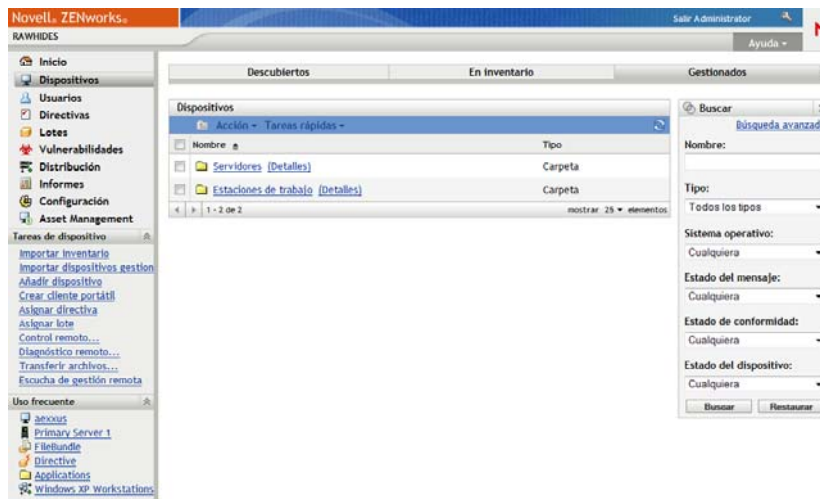 Novell® ZENworks®
Salir Administrator
RAWHIDES
Ayuda
Inicio
Dispositivos
Usuarios
Directivas
Lotes
Vulnerabilidades
Distribución
Informes
Configuración
Asset Management
Tareas de dispositivo
Importar inventario
Importar dispositivos gestion
Añadir dispositivo
Crear cliente portátil
Asignar directiva
Asignar lote
Control remoto...
Diagnóstico remoto...
Transferir archivos...
Escucha de gestión remota
Uso frecuente
aexxus
Primary Server 1
FileBundle
Directive
Applications
Windows XP Workstations
Descubiertos En inventario Gestionados
Dispositivos
Acción Tareas rápidas
Nombre Tipo
Servidores (Detalles) Carpeta
Estaciones de trabajo (Detalles) Carpeta
1 - 2 de 2 mostrar 25 elementos
Buscar
Búsqueda avanzad
Nombre:
Tipo:
Todos los tipos
Sistema operativo:
Cualquiera
Estado del mensaje:
Cualquiera
Estado de conformidad:
Cualquiera
Estado del dispositivo:
Cualquiera
Buscar Restaurar